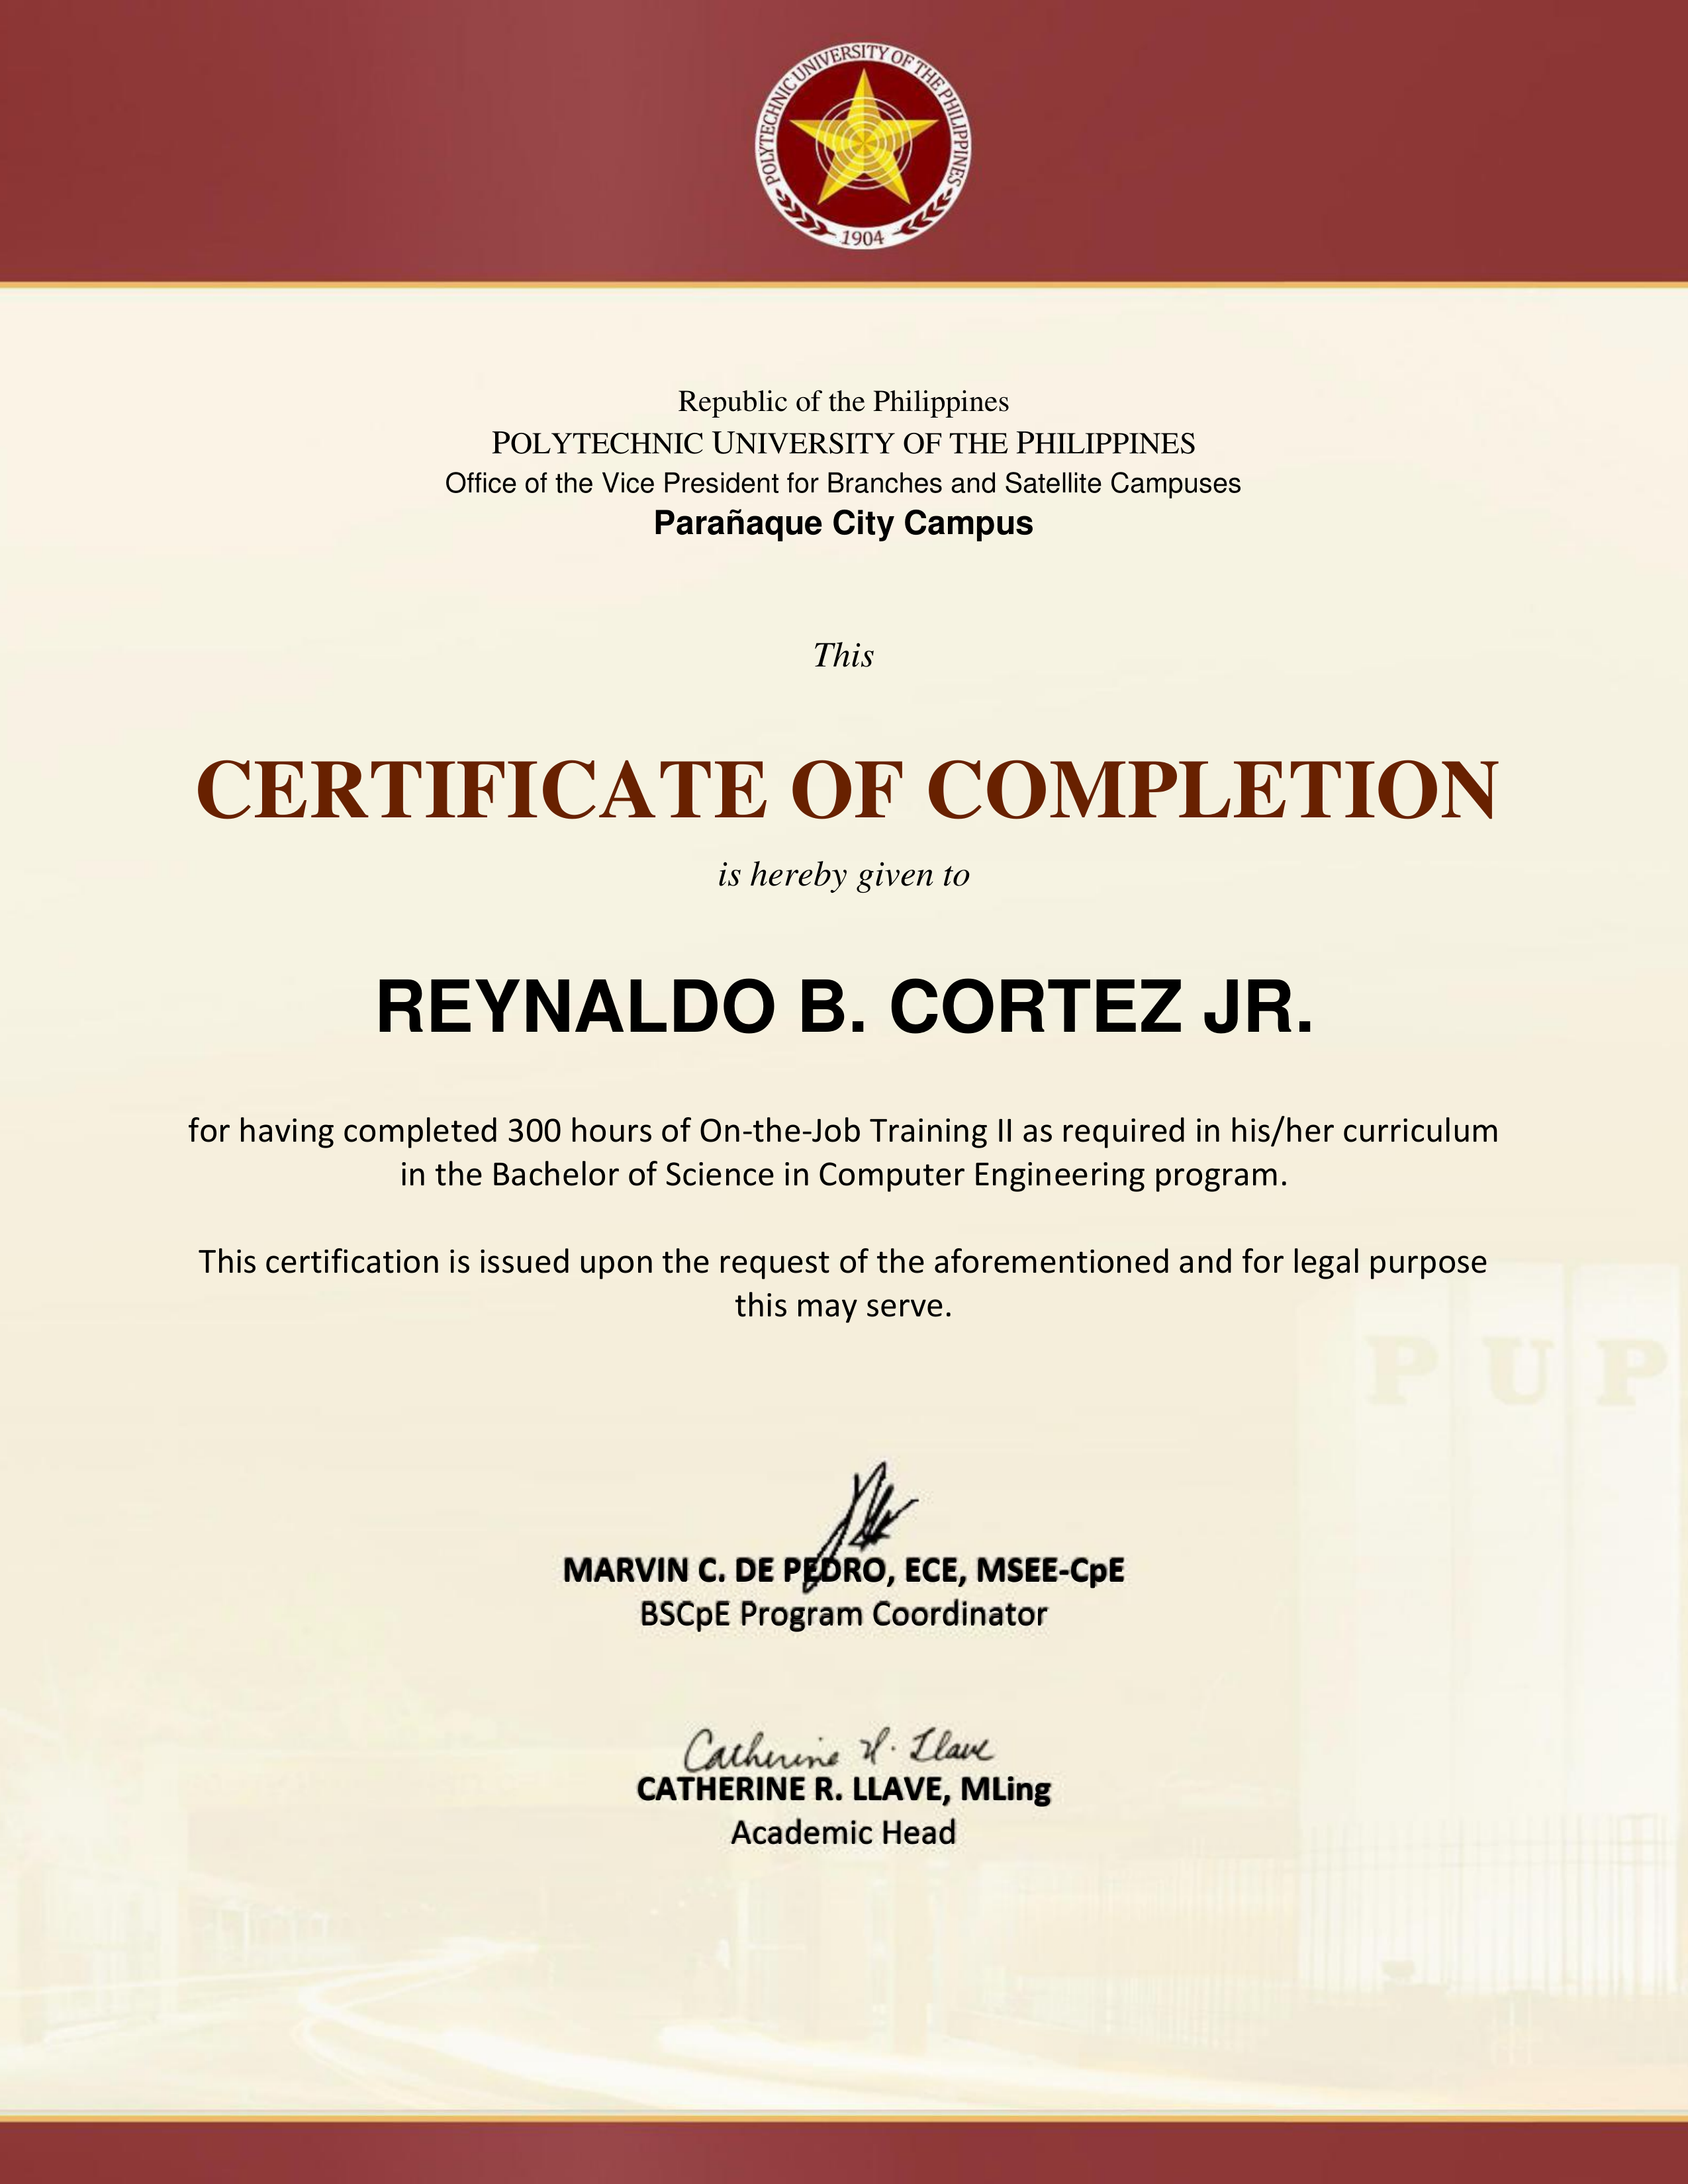 POLYTECHNIC UNIVERSITY OF THE PHILIPPINES
1904
Republic of the Philippines
POLYTECHNIC UNIVERSITY OF THE PHILIPPINES
Office of the Vice President for Branches and Satellite Campuses
Parañaque City Campus
This
CERTIFICATE OF COMPLETION
is hereby given to
REYNALDO B. CORTEZ JR.
for having completed 300 hours of On-the-Job Training II as required in his/her curriculum
in the Bachelor of Science in Computer Engineering program.
This certification is issued upon the request of the aforementioned and for legal purpose
this may serve.
P U P
MARVIN C. DE PEDRO, ECE, MSEE-CpE
BSCpE Program Coordinator
Catherine R. Llave
CATHERINE R. LLAVE, MLing
Academic Head